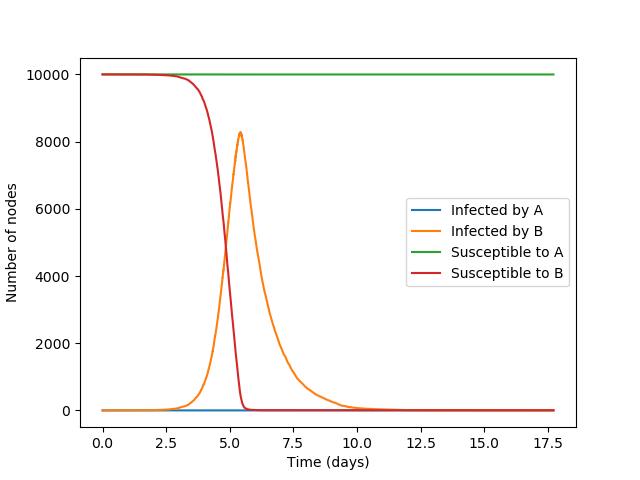 10000
8000
6000
4000
2000
0
Number of nodes
Infected by A
Infected by B
Susceptible to A
Susceptible to B
0.0 2.5 5.0 7.5 10.0 12.5 15.0 17.5
Time (days)